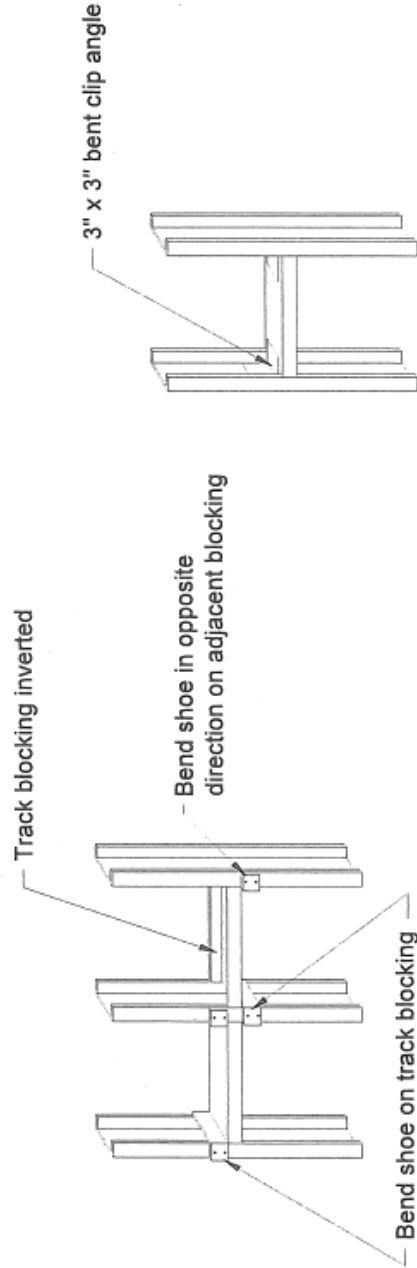 Track blocking inverted
Bend shoe in opposite
direction on adjacent blocking
Bend shoe on track blocking
3" x 3" bent clip angle